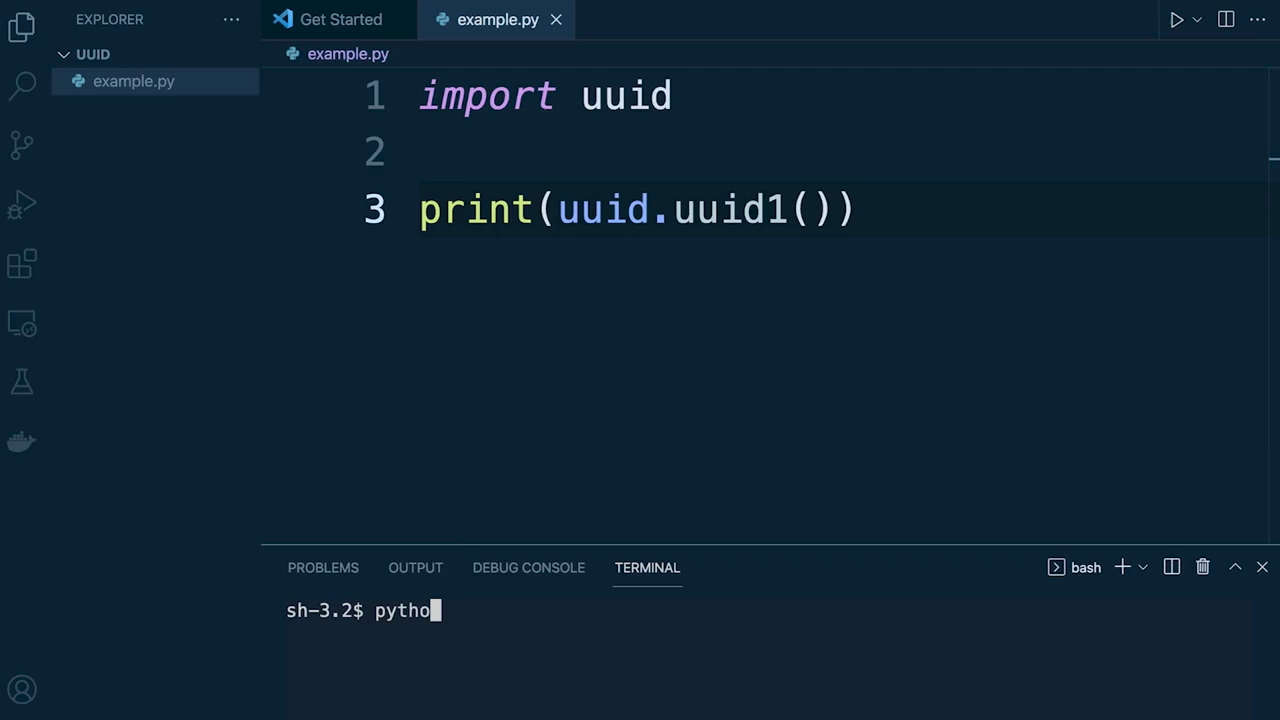 EXPLORER
UUID
example.py
Get Started
example.py
example.py
1 import uuid
2
3 print(uuid.uuid1())
PROBLEMS OUTPUT DEBUG CONSOLE TERMINAL
bash
sh-3.2$ pytho